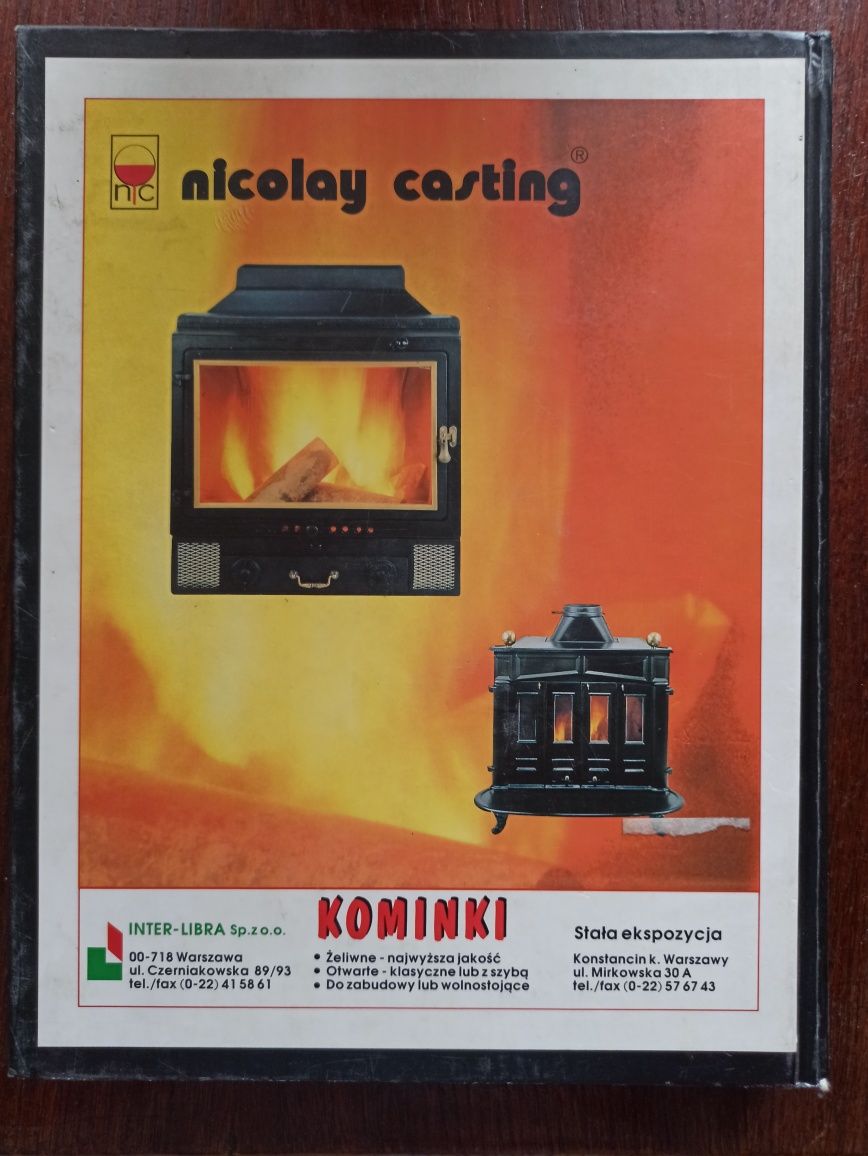 nTc
nicolay casting®
KOMINKI
INTER-LIBRA Sp.z o.o.
00-718 Warszawa
ul. Czerniakowska 89/93
tel./fax (0-22) 41 58 61
• Żeliwne - najwyższa jakość
• Otwarte - klasyczne lub z szybą
• Do zabudowy lub wolnostojące
Stała ekspozycja
Konstancin k. Warszawy
ul. Mirkowska 30 A
tel./fax (0-22) 57 67 43